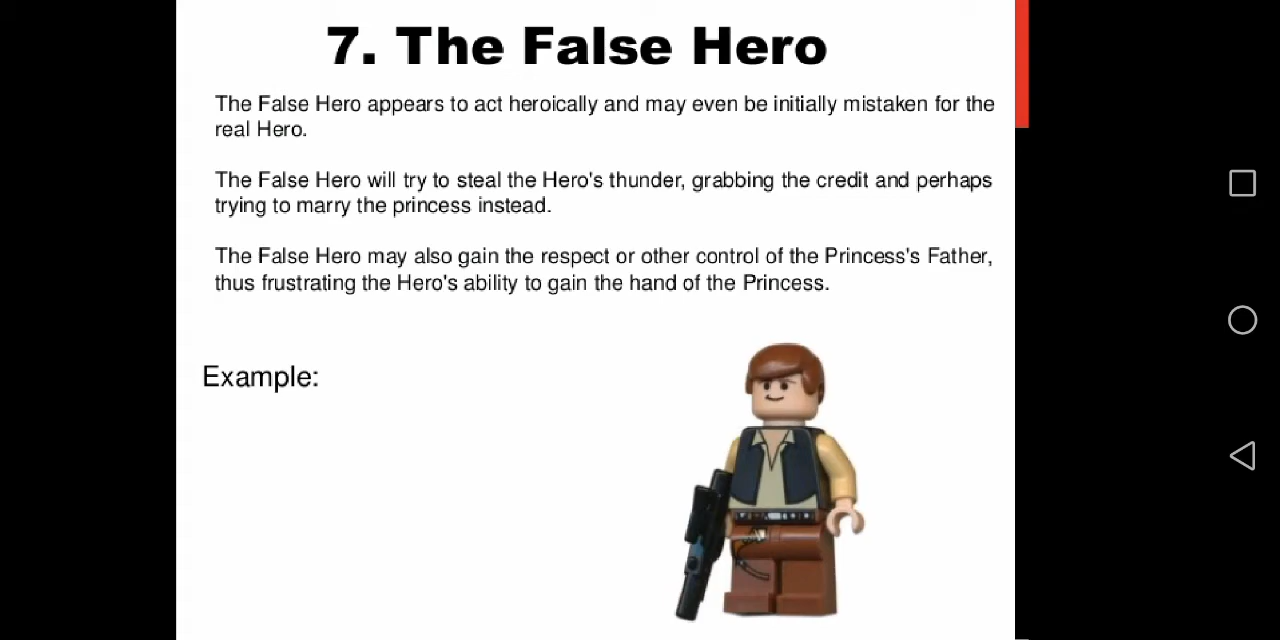 7. The False Hero
The False Hero appears to act heroically and may even be initially mistaken for the
real Hero.
The False Hero will try to steal the Hero's thunder, grabbing the credit and perhaps
trying to marry the princess instead.
The False Hero may also gain the respect or other control of the Princess's Father,
thus frustrating the Hero's ability to gain the hand of the Princess.
Example: